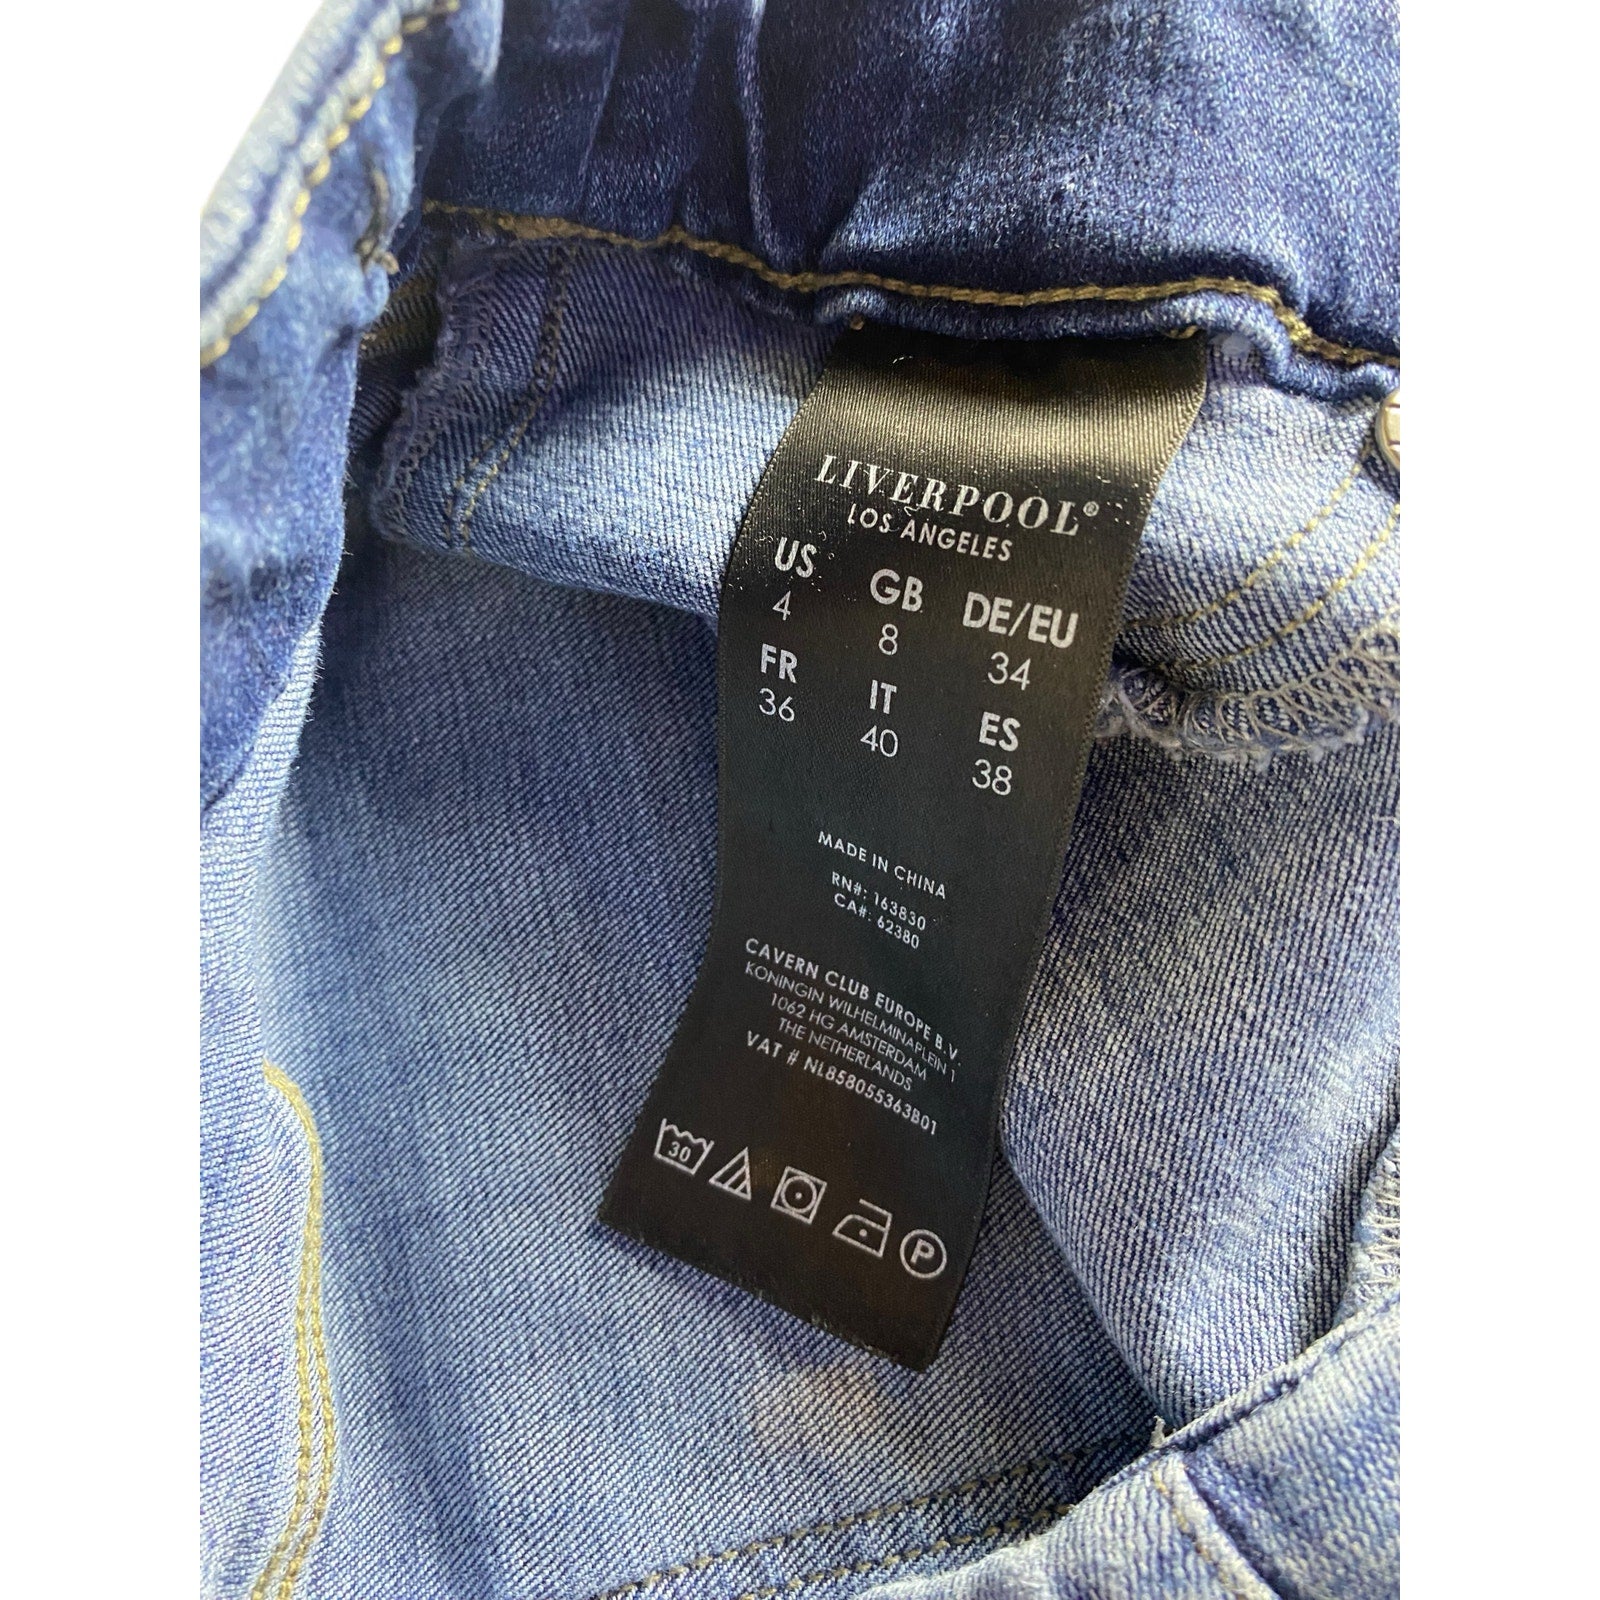 LIVERPOOL®
LOS ANGELES
US GB DE/EU
4 8 34
FR IT ES
36 40 38
MADE IN CHINA
RN#: 163830
CA#: 62380
CAVERN CLUB EUROPE B.V.
KONINGIN WILHELMINAPLEIN 1
1062 HG AMSTERDAM
THE NETHERLANDS
VAT # NL858055363B01
30
P